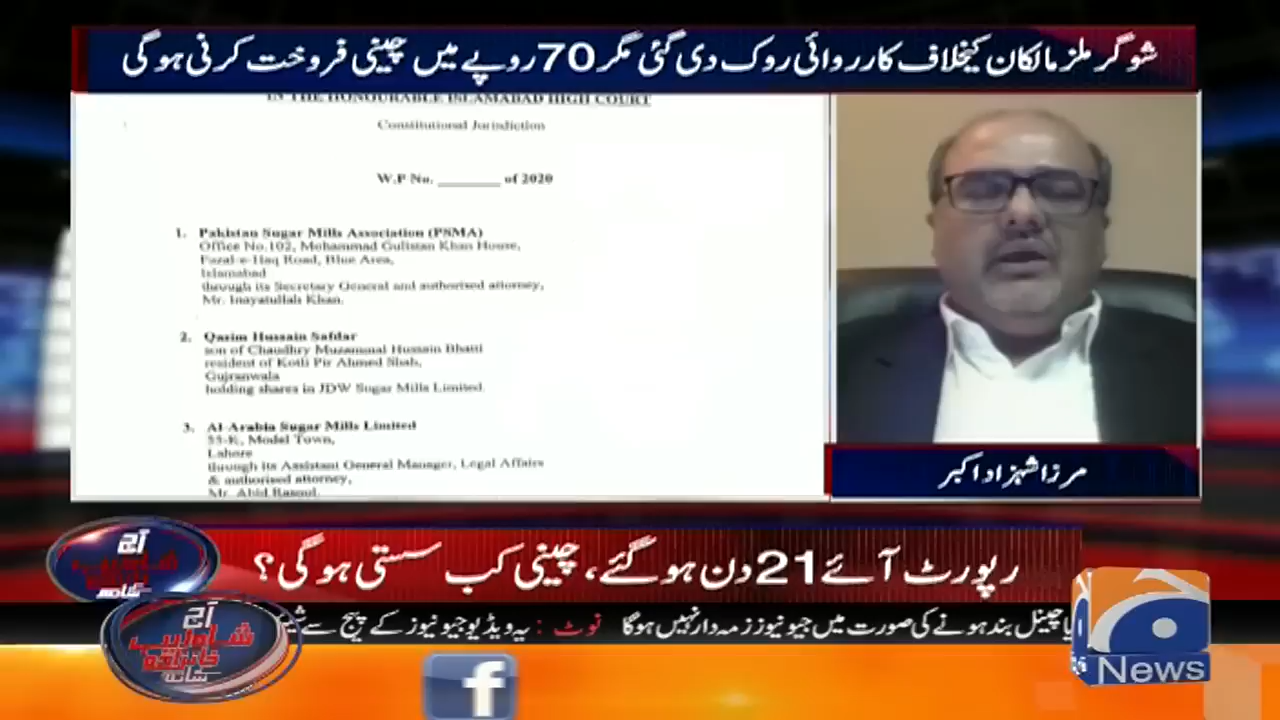 شوگر ملز مالکان کیخلاف کارروائی روک دی گئی مگر 70 روپے میں چینی فروخت کرنی ہوگی
IN THE HONOURABLE ISLAMABAD HIGH COURT
Constitutional Jurisdiction
W.P No. ________ of 2020
1. Pakistan Sugar Mills Association (PSMA)
Office No.102, Mohammad Gulistan Khan House,
Fazal-e-Haq Road, Blue Area,
Islamabad
through its Secretary General and authorised attorney,
Mr. Inayatullah Khan.
2. Qasim Hussain Safdar
son of Chaudhry Muzammal Hussain Bhatti
resident of Kotli Pir Ahmed Shah,
Gujranwala
holding shares in JDW Sugar Mills Limited.
3. Al-Arabia Sugar Mills Limited
55-K, Model Town,
Lahore
through its Assistant General Manager, Legal Affairs
& authorised attorney,
Mr. Abid Rasool.
مرزا شہزاد اکبر
رپورٹ آئے 21 دن ہوگئے، چینی کب سستی ہوگی؟
آج
شاہزیب
خانزادہ
کے ساتھ
یا چینل بند ہونے کی صورت میں جیو نیوز ذمہ دار نہیں ہوگا نوٹ : یہ ویڈیو جیو نیوز کے پیج سے
f
News